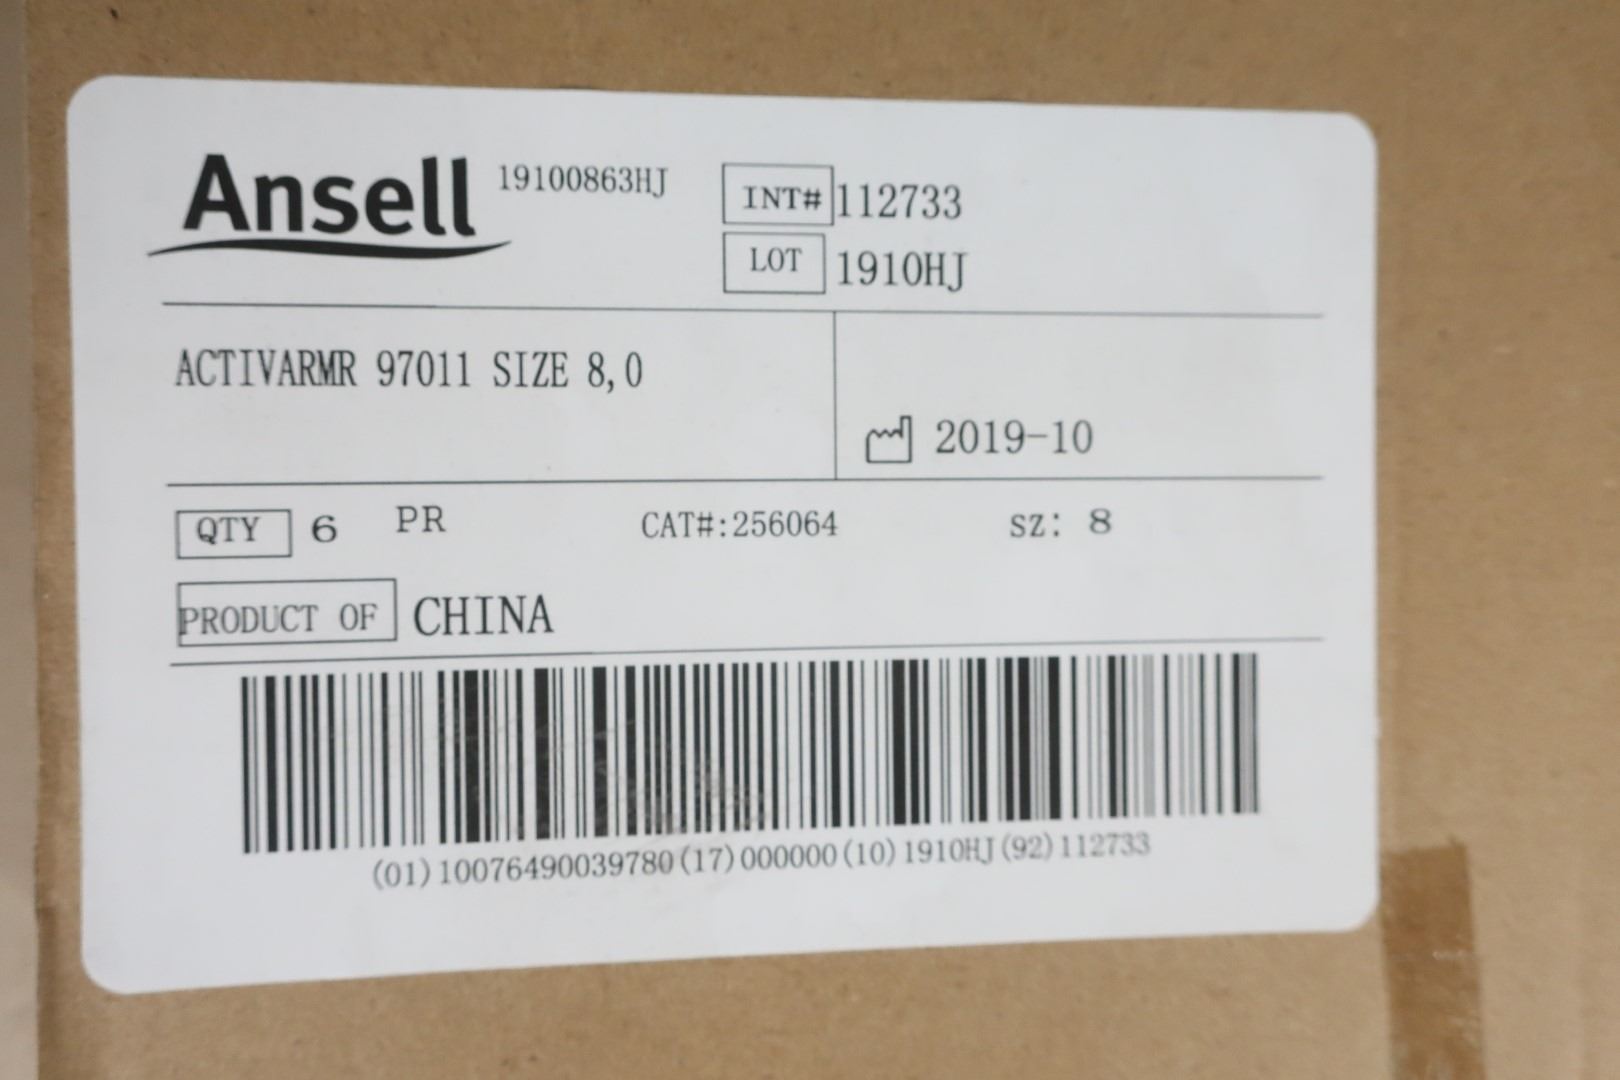 Ansell 19100863HJ INT# 112733
LOT 1910HJ
ACTIVARMR 97011 SIZE 8,0
2019-10
QTY 6 PR CAT#:256064 SZ: 8
PRODUCT OF CHINA
(01)10076490039780(17)000000(10)1910HJ(92)112733